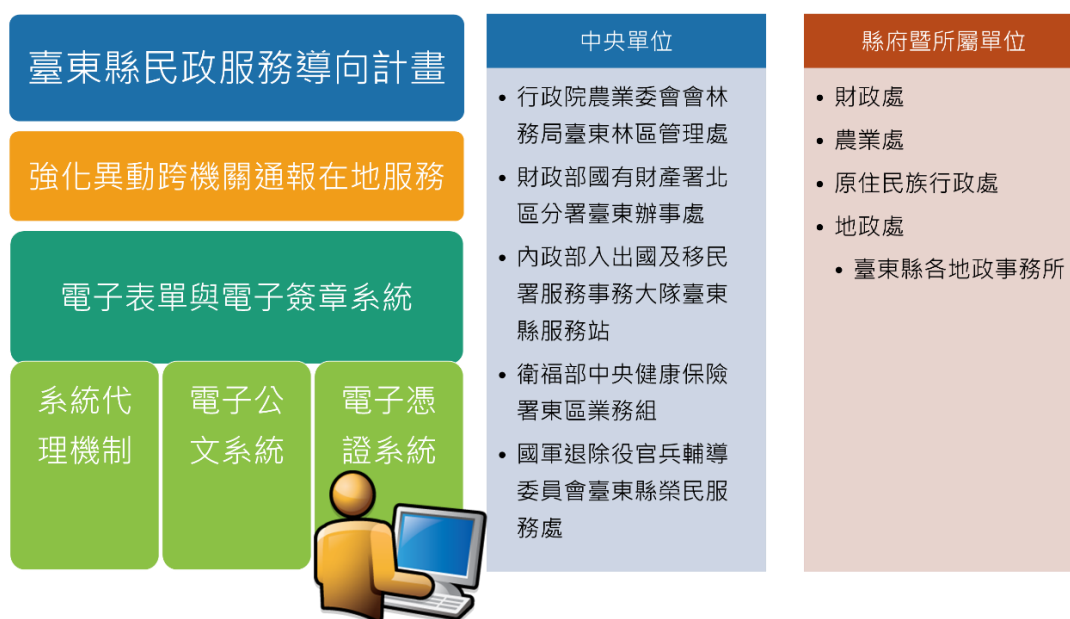 臺東縣民政服務導向計畫
強化異動跨機關通報在地服務
電子表單與電子簽章系統
系統代
理機制
電子公
文系統
電子憑
證系統
中央單位
• 行政院農業委員會會林
務局臺東林區管理處
• 財政部國有財產署北
區分署臺東辦事處
• 內政部入出國及移民
署服務事務大隊臺東
縣服務站
• 衛福部中央健康保險
署東區業務組
• 國軍退除役官兵輔導
委員會臺東縣榮民服
務處
縣府暨所屬單位
• 財政處
• 農業處
• 原住民族行政處
• 地政處
• 臺東縣各地政事務所